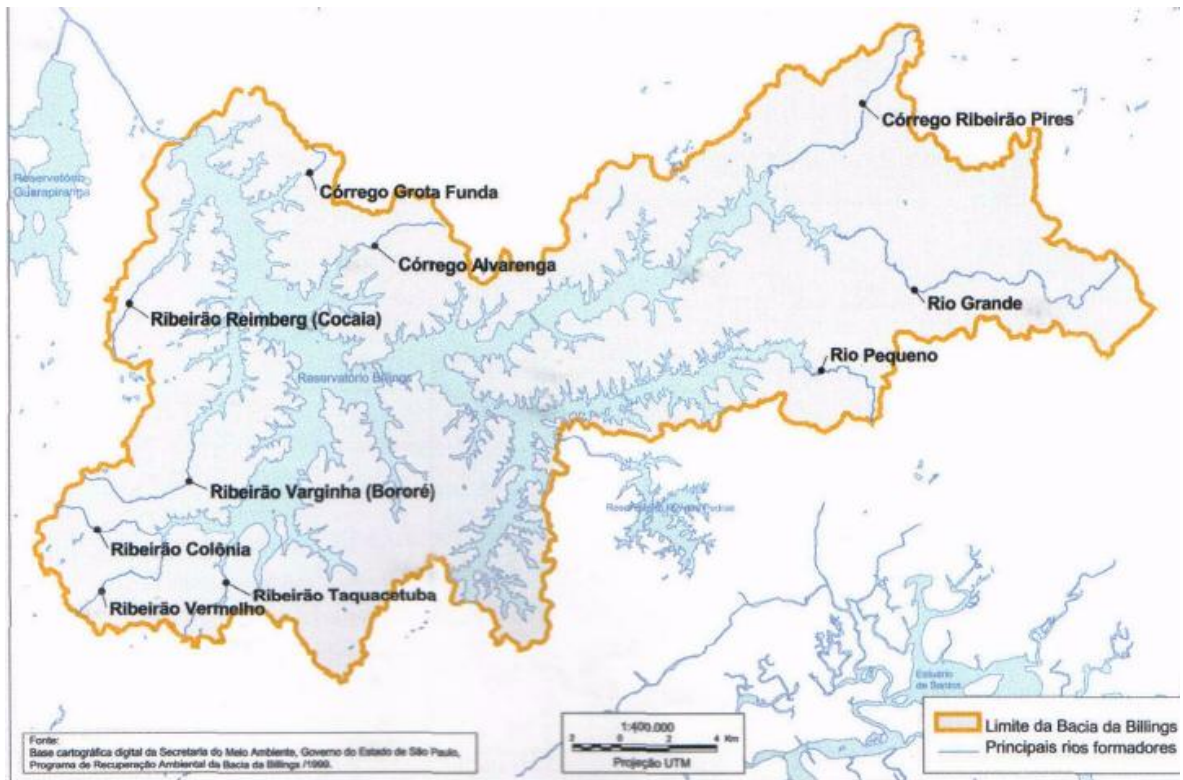 Córrego Ribeirão Pires
Reservatório
Guarapiranga
Córrego Grota Funda
Córrego Alvarenga
Rio Grande
Ribeirão Reimberg (Cocaia)
Rio Pequeno
Reservatório Billings
Ribeirão Varginha (Bororé)
Ribeirão Colônia
Ribeirão Taquacetuba
Ribeirão Vermelho
Estuário
de Santos
Fonte:
Base cartográfica digital da Secretaria do Meio Ambiente, Governo do Estado de São Paulo,
Programa de Recuperação Ambiental da Bacia da Billings /1999.
1:400.000
2 0 2 4 Km
Projeção UTM
Limite da Bacia da Billings
Principais rios formadores